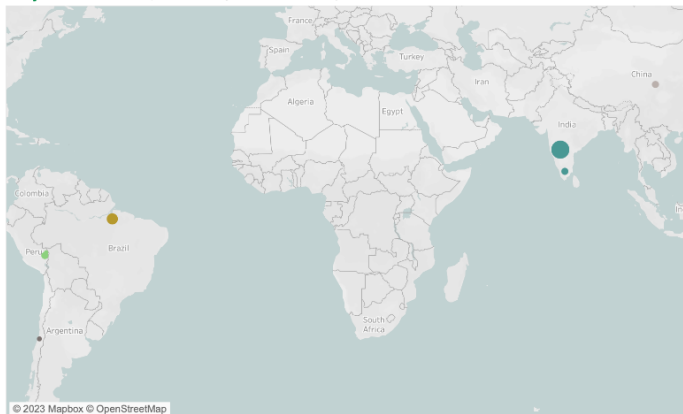 France
Spain
Turkey
China
Iran
Algeria
Egypt
India
Colombia
Peru
Brazil
South
Africa
Argentina
© 2023 Mapbox © OpenStreetMap